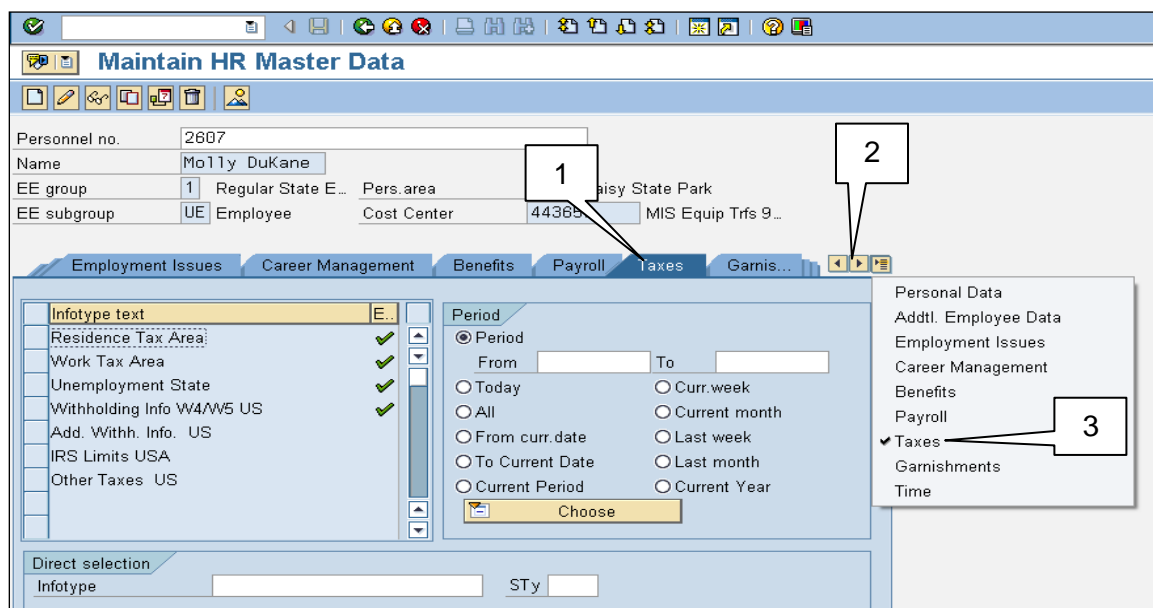 Maintain HR Master Data
Personnel no. 2607
Name Molly DuKane
EE group 1 Regular State E… Pers.area aisy State Park
EE subgroup UE Employee Cost Center 44365 MIS Equip Trfs 9…
1
2
Employment Issues Career Management Benefits Payroll Taxes Garnis...
Infotype text E..
Residence Tax Area
Work Tax Area
Unemployment State
Withholding Info W4/W5 US
Add. Withh. Info. US
IRS Limits USA
Other Taxes US
Period
Period
From To
Today Curr.week
All Current month
From curr.date Last week
To Current Date Last month
Current Period Current Year
Choose
Personal Data
Addtl. Employee Data
Employment Issues
Career Management
Benefits
Payroll
Taxes
Garnishments
Time
3
Direct selection
Infotype STy